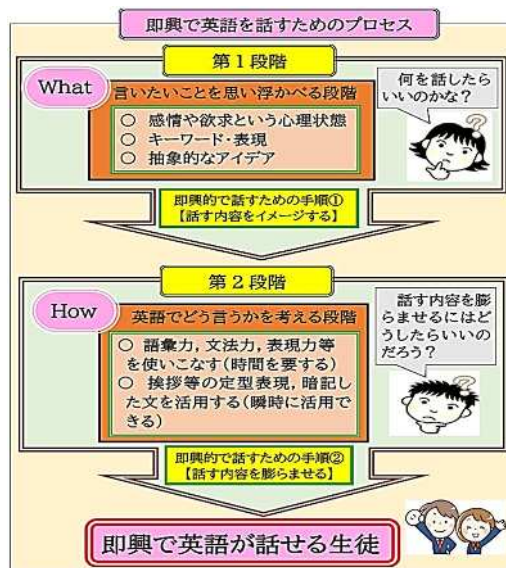 即興で英語を話すためのプロセス
第1段階
What
言いたいことを思い浮かべる段階
○ 感情や欲求という心理状態
○ キーワード・表現
○ 抽象的なアイデア
何を話したら
いいのかな？
即興的で話すための手順①
【話す内容をイメージする】
第2段階
How
英語でどう言うかを考える段階
○ 語彙力，文法力，表現力等
を使いこなす(時間を要する)
○ 挨拶等の定型表現，暗記し
た文を活用する(瞬時に活用で
きる)
話す内容を膨
らませるにはど
うしたらいいの
だろう？
即興的で話すための手順②
【話す内容を膨らませる】
即興で英語が話せる生徒